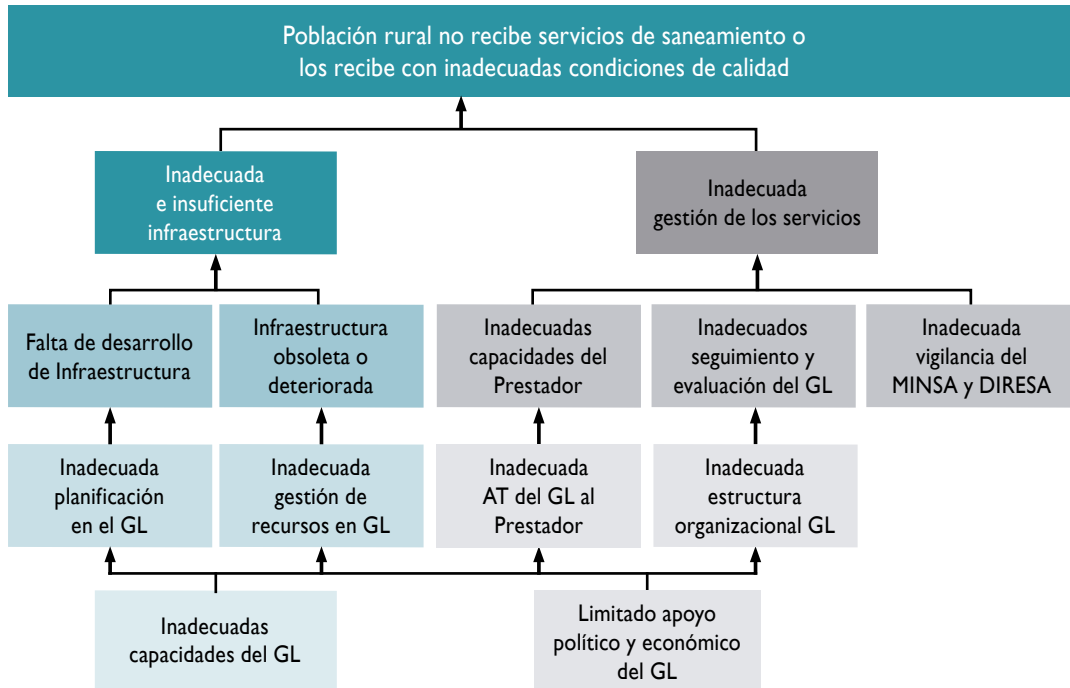 Población rural no recibe servicios de saneamiento o
los recibe con inadecuadas condiciones de calidad
Inadecuada
e insuficiente
infraestructura
Inadecuada
gestión de los servicios
Falta de desarrollo
de Infraestructura
Infraestructura
obsoleta o
deteriorada
Inadecuadas
capacidades del
Prestador
Inadecuados
seguimiento y
evaluación del GL
Inadecuada
vigilancia del
MINSA y DIRESA
Inadecuada
planificación
en el GL
Inadecuada
gestión de
recursos en GL
Inadecuada
AT del GL al
Prestador
Inadecuada
estructura
organizacional GL
Inadecuadas
capacidades del GL
Limitado apoyo
político y económico
del GL